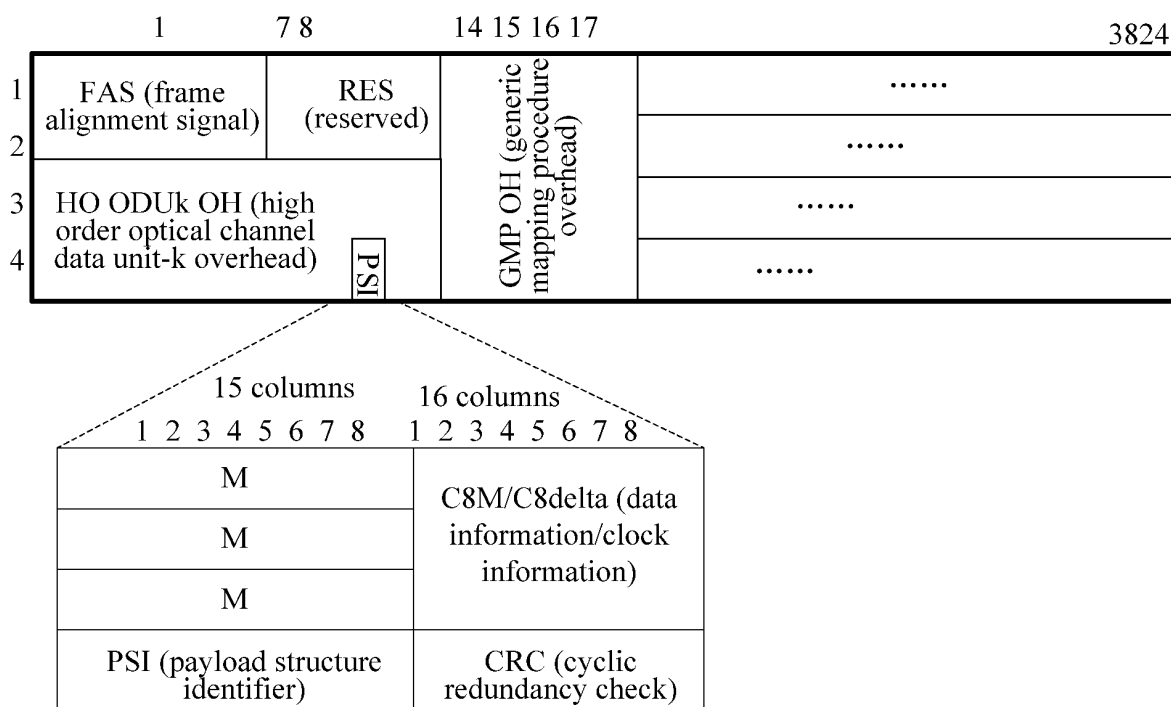 1 7 8 14 15 16 17 3824
1 FAS (frame alignment signal) RES (reserved) ......
2 ......
3 HO ODUk OH (high order optical channel data unit-k overhead) ......
4 ......
PSI
GMP OH (generic
mapping procedure
overhead)
15 columns 16 columns
1 2 3 4 5 6 7 8 1 2 3 4 5 6 7 8
M
M
M
C8M/C8delta (data
information/clock
information)
PSI (payload structure
identifier)
CRC (cyclic
redundancy check)